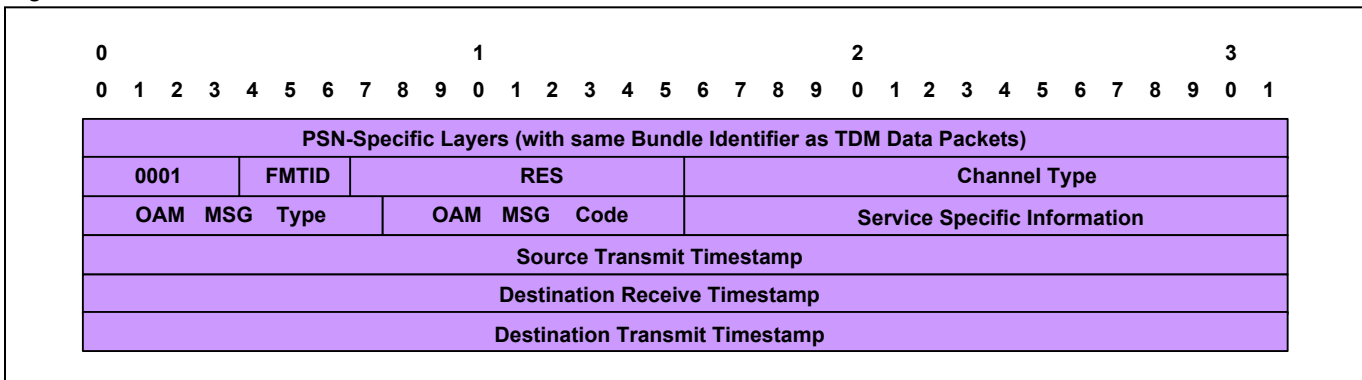 0 1 2 3
0 1 2 3 4 5 6 7 8 9 0 1 2 3 4 5 6 7 8 9 0 1 2 3 4 5 6 7 8 9 0 1
PSN-Specific Layers (with same Bundle Identifier as TDM Data Packets)
0001 FMTID RES Channel Type
OAM MSG Type OAM MSG Code Service Specific Information
Source Transmit Timestamp
Destination Receive Timestamp
Destination Transmit Timestamp